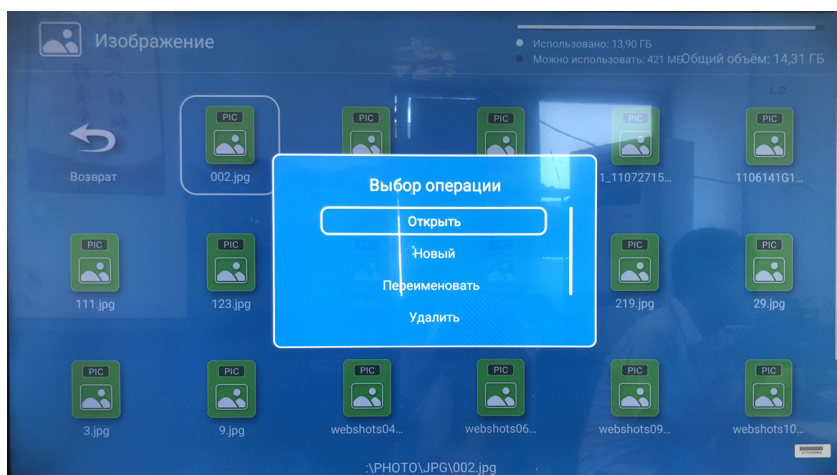 Изображение
Использовано: 13,90 ГБ
Можно использовать: 421 МБ
Общий объём: 14,31 ГБ
PIC
PIC
PIC
PIC
PIC
Возврат
002.jpg
1_11072715...
1106141G1...
Выбор операции
Открыть
Новый
Переименовать
Удалить
PIC
PIC
PIC
PIC
111.jpg
123.jpg
219.jpg
29.jpg
PIC
PIC
PIC
PIC
PIC
PIC
3.jpg
9.jpg
webshots04...
webshots06...
webshots09...
webshots10...
:\PHOTO\JPG\002.jpg